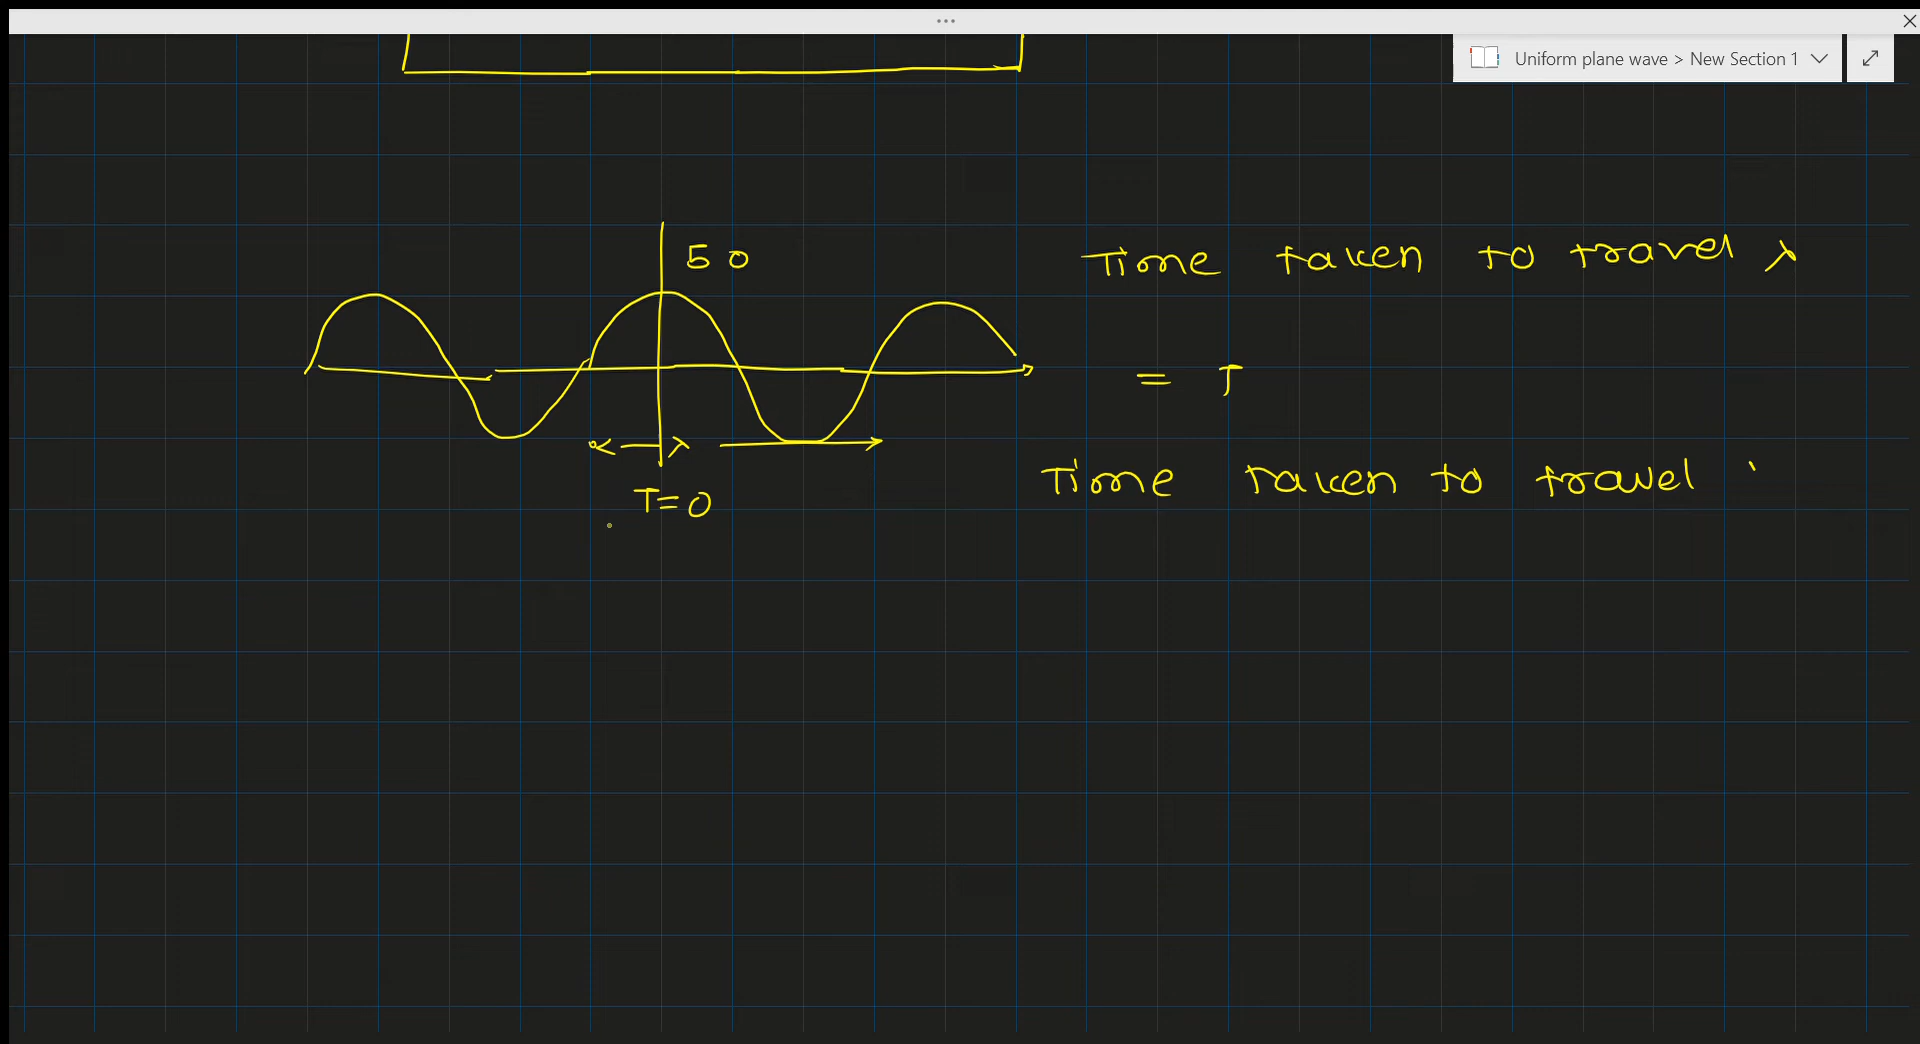 Uniform plane wave > New Section 1
50
Time taken to travel λ
= T
λ
T=0
Time taken to travel